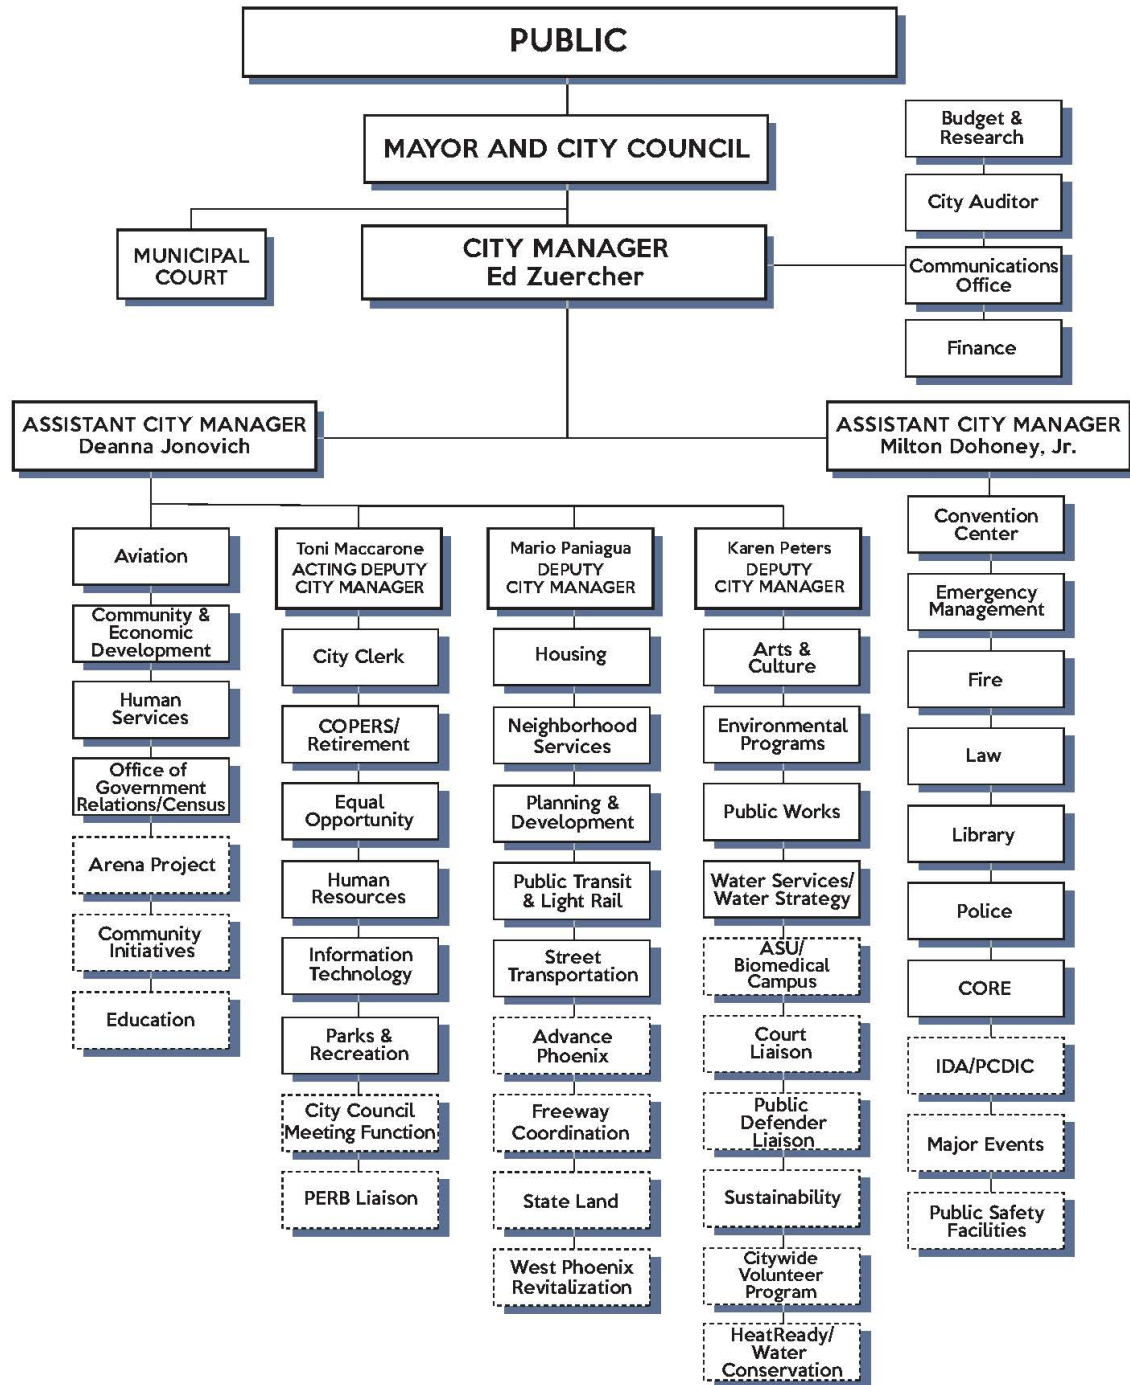 PUBLIC
MAYOR AND CITY COUNCIL
MUNICIPAL
COURT
CITY MANAGER
Ed Zuercher
Budget &
Research
City Auditor
Communications
Office
Finance
ASSISTANT CITY MANAGER
Deanna Jonovich
ASSISTANT CITY MANAGER
Milton Dohoney, Jr.
Aviation
Community &
Economic
Development
Human
Services
Office of
Government
Relations/Census
Arena Project
Community
Initiatives
Education
Toni Maccarone
ACTING DEPUTY
CITY MANAGER
City Clerk
COPERS/
Retirement
Equal
Opportunity
Human
Resources
Information
Technology
Parks &
Recreation
City Council
Meeting Function
PERB Liaison
Mario Paniagua
DEPUTY
CITY MANAGER
Housing
Neighborhood
Services
Planning &
Development
Public Transit
& Light Rail
Street
Transportation
Advance
Phoenix
Freeway
Coordination
State Land
West Phoenix
Revitalization
Karen Peters
DEPUTY
CITY MANAGER
Arts &
Culture
Environmental
Programs
Public Works
Water Services/
Water Strategy
ASU/
Biomedical
Campus
Court
Liaison
Public
Defender
Liaison
Sustainability
Citywide
Volunteer
Program
HeatReady/
Water
Conservation
Convention
Center
Emergency
Management
Fire
Law
Library
Police
CORE
IDA/PCDIC
Major Events
Public Safety
Facilities